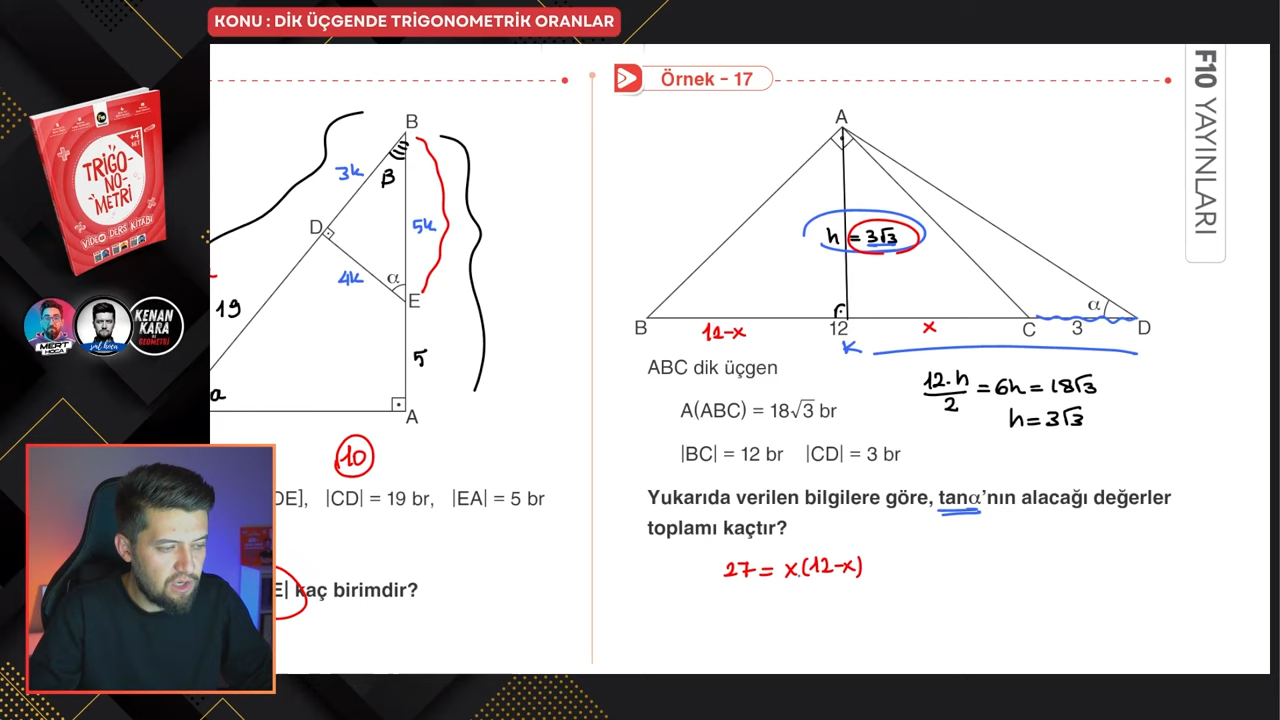 KONU : DİK ÜÇGENDE TRİGONOMETRİK ORANLAR
+4 NET
TRİGO-
NO-
METRİ
VİDEO DERS KİTABI
MERT HOCA
KENAN KARA
GEOMETRİ
B
3k
β
D
5k
4k
α
E
19
5
a
A
10
DE], |CD| = 19 br, |EA| = 5 br
E| kaç birimdir?
Örnek - 17
F10 YAYINLARI
A
h = 3√3
α
B
12-x
12
x
C
3
D
K
ABC dik üçgen
12.h/2 = 6h = 18√3
h = 3√3
A(ABC) = 18√3 br
|BC| = 12 br |CD| = 3 br
Yukarıda verilen bilgilere göre, tanα'nın alacağı değerler
toplamı kaçtır?
27 = x.(12-x)